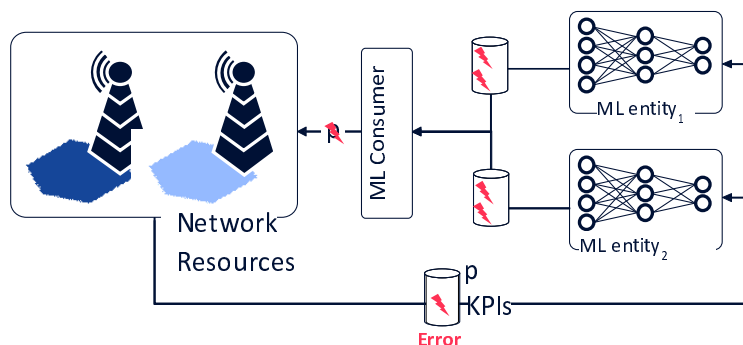 ML entity1
p
ML Consumer
ML entity2
Network
Resources
p
KPIs
Error